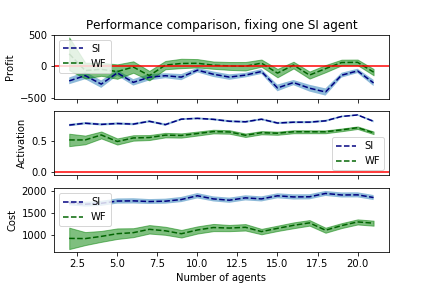 Performance comparison, fixing one SI agent
500
0
−500
Profit
SI
WF
0.5
0.0
Activation
SI
WF
2000
1500
1000
Cost
SI
WF
2.5 5.0 7.5 10.0 12.5 15.0 17.5 20.0
Number of agents